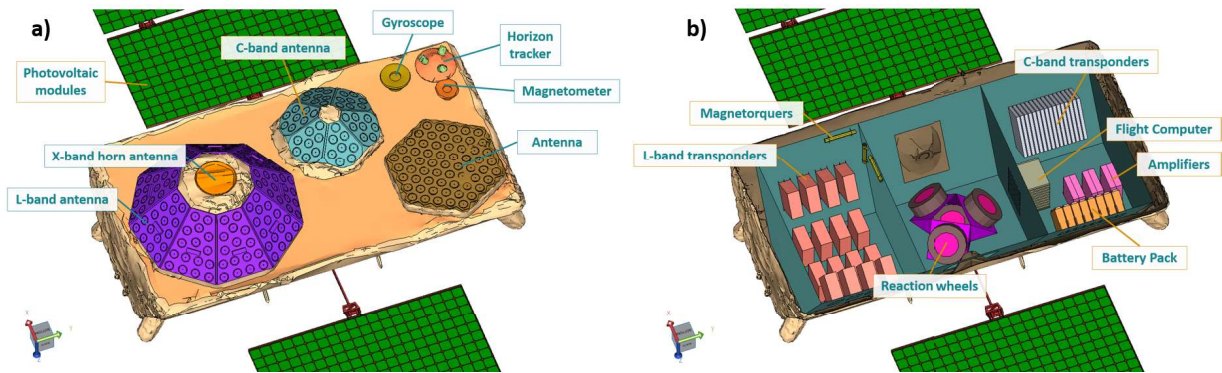 a)
Gyroscope
C-band antenna
Horizon
tracker
Photovoltaic
modules
Magnetometer
Antenna
X-band horn antenna
L-band antenna
X
Y
Z
b)
C-band transponders
Magnetorquers
Flight Computer
L-band transponders
Amplifiers
Battery Pack
Reaction wheels
X
Y
Z